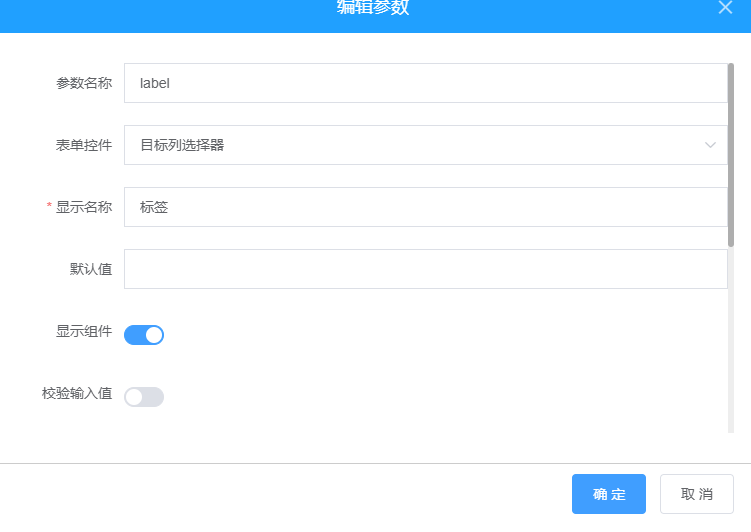 编辑参数
参数名称 label
表单控件 目标列选择器
* 显示名称 标签
默认值
显示组件
校验输入值
确 定 取 消